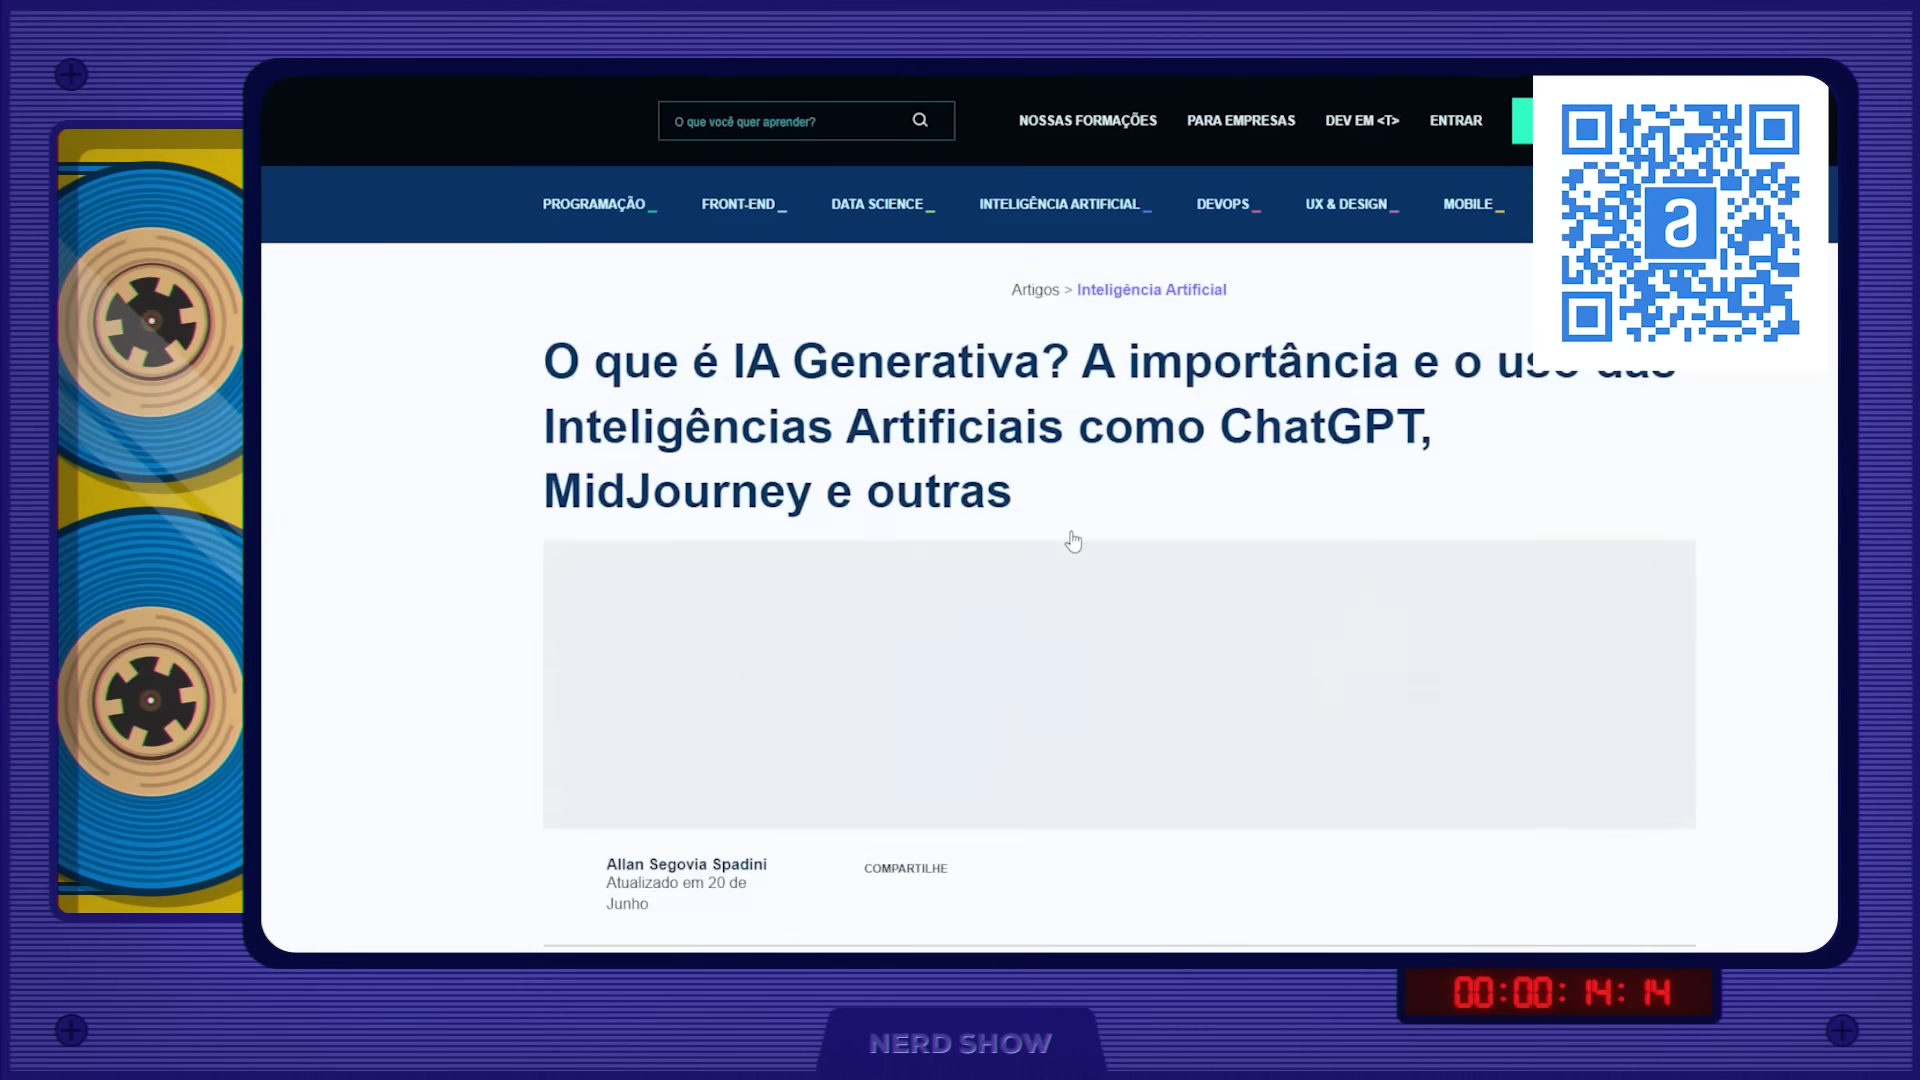 O que você quer aprender?
NOSSAS FORMAÇÕES
PARA EMPRESAS
DEV EM <T>
ENTRAR
PROGRAMAÇÃO_
FRONT-END_
DATA SCIENCE_
INTELIGÊNCIA ARTIFICIAL_
DEVOPS_
UX & DESIGN_
MOBILE_
a
Artigos > Inteligência Artificial
O que é IA Generativa? A importância e o uso das
Inteligências Artificiais como ChatGPT,
MidJourney e outras
Allan Segovia Spadini
Atualizado em 20 de
Junho
COMPARTILHE
00:00:14:14
NERD SHOW